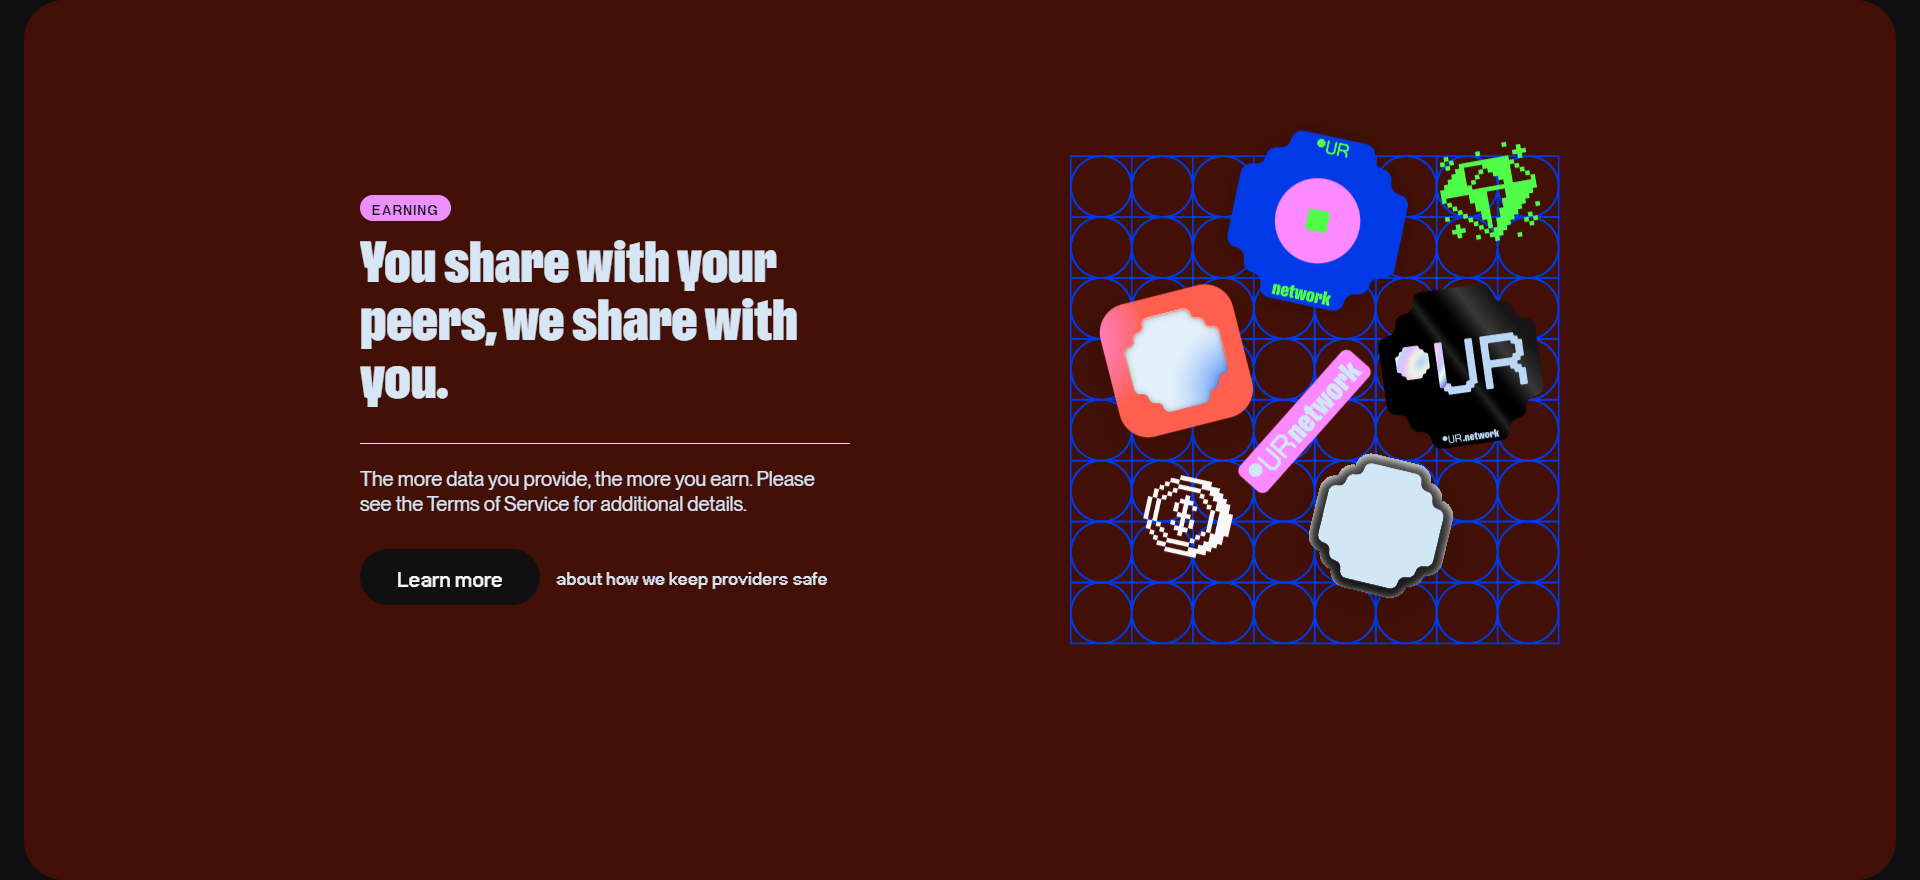 EARNING
You share with your
peers, we share with
you.
The more data you provide, the more you earn. Please
see the Terms of Service for additional details.
Learn more
about how we keep providers safe
UR
network
UR
UR.network
URnetwork